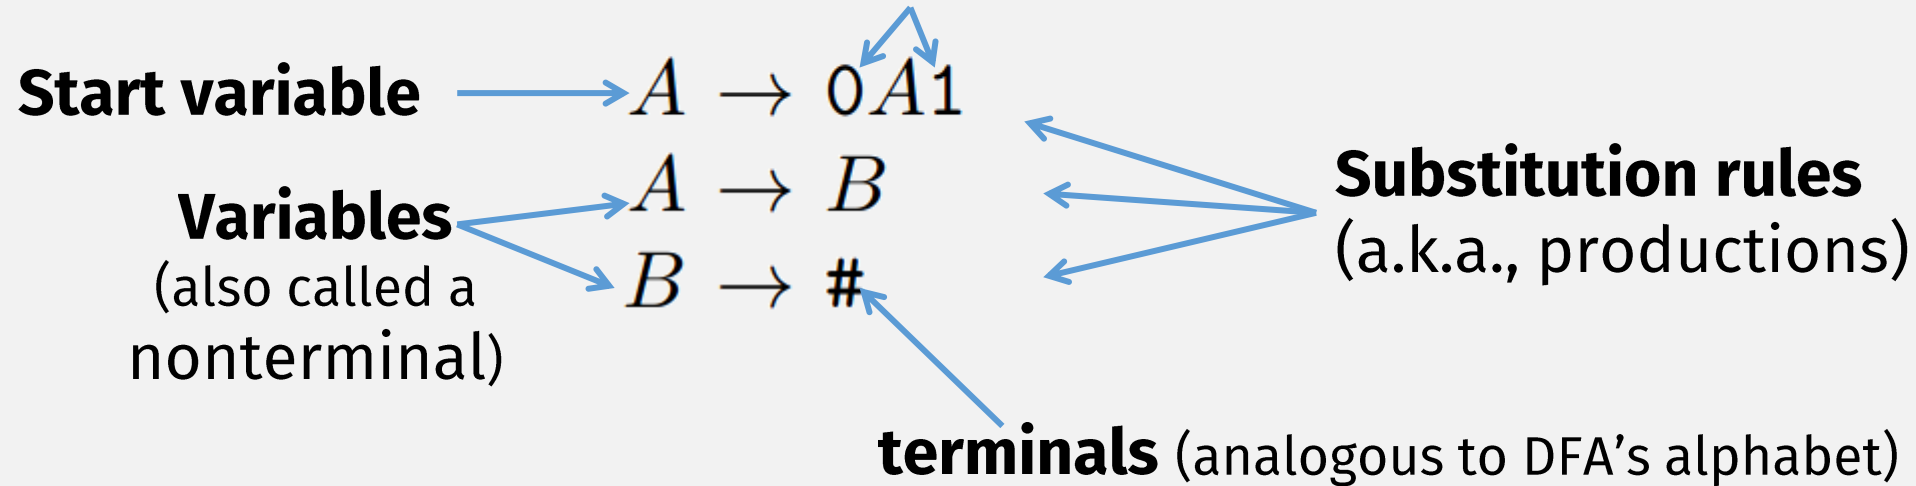 Start variable
A → 0A1
A → B
B → #
Variables
(also called a
nonterminal)
Substitution rules
(a.k.a., productions)
terminals (analogous to DFA’s alphabet)